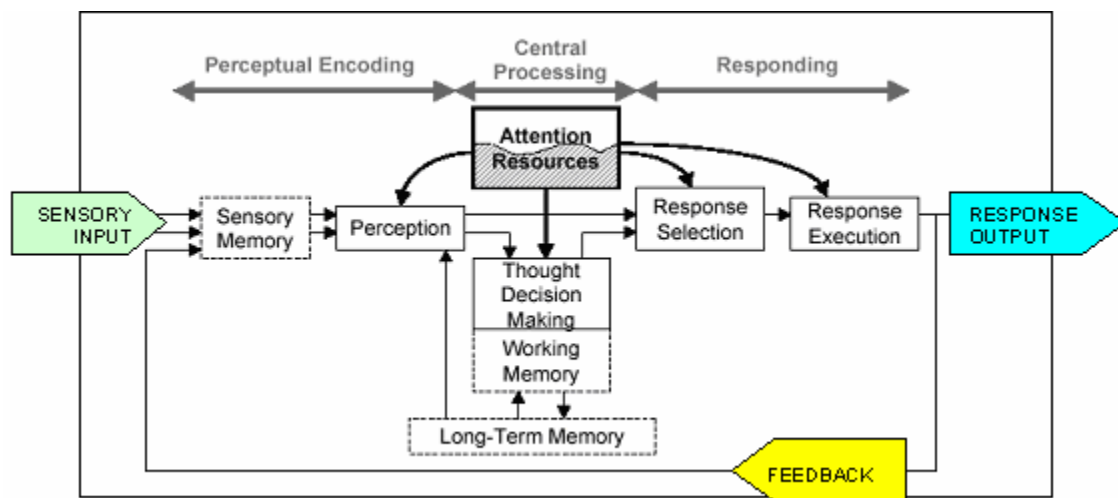 Perceptual Encoding
Central
Processing
Responding
Attention
Resources
SENSORY
INPUT
Sensory
Memory
Perception
Response
Selection
Response
Execution
RESPONSE
OUTPUT
Thought
Decision
Making
Working
Memory
Long-Term Memory
FEEDBACK